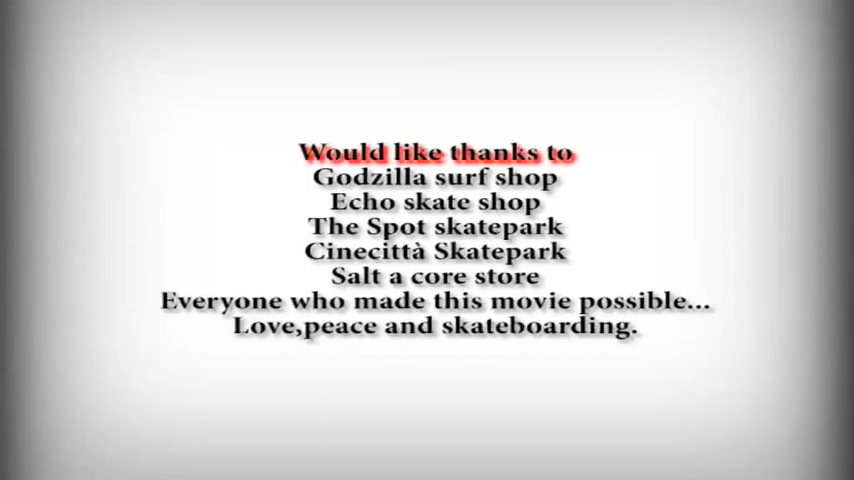 Would like thanks to
Godzilla surf shop
Echo skate shop
The Spot skatepark
Cinecittà Skatepark
Salt a core store
Everyone who made this movie possible...
Love,peace and skateboarding.